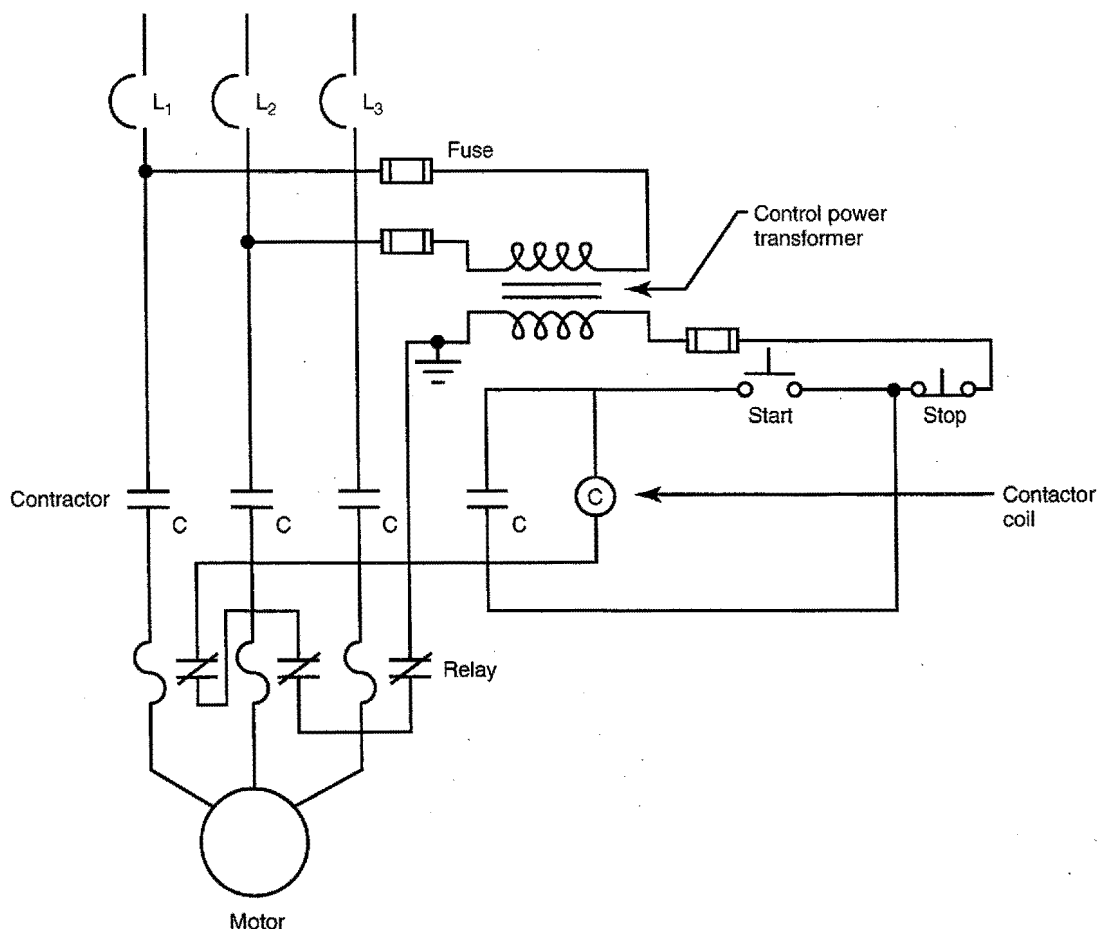 L₁
L₂
L₃
Fuse
Control power
transformer
Start
Stop
Contractor
C
C
C
C
C
Contactor
coil
Relay
Motor